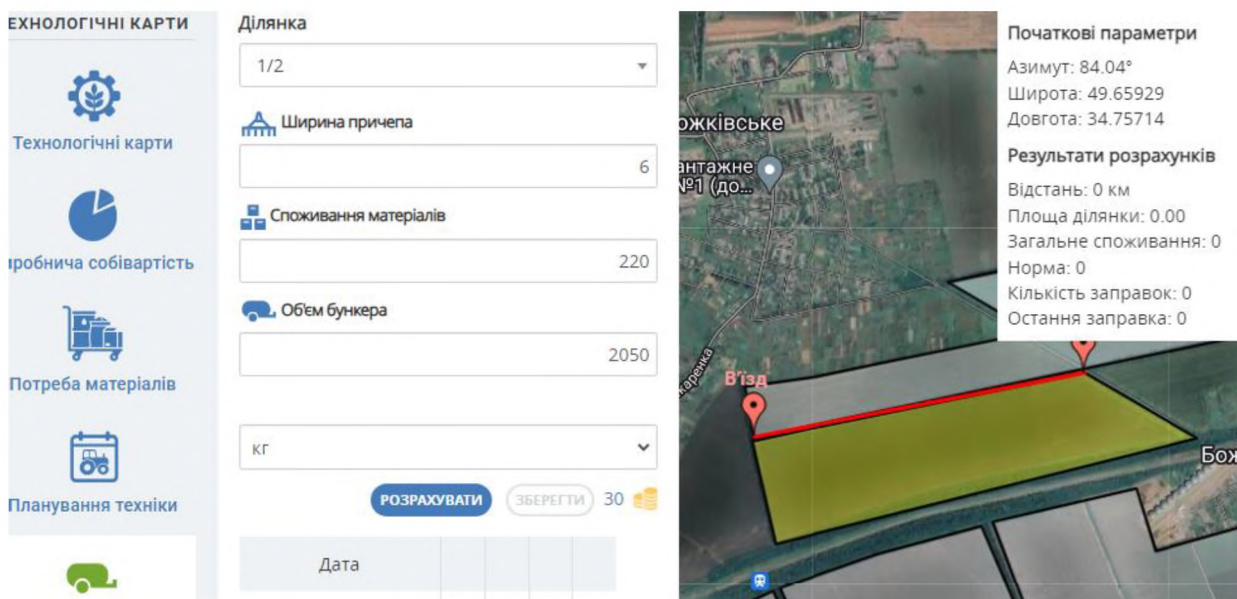 ЕХНОЛОГІЧНІ КАРТИ
Технологічні карти
иробнича собівартість
Потреба матеріалів
Планування техніки
Ділянка
1/2
Ширина причепа
6
Споживання матеріалів
220
Об'єм бункера
2050
кг
РОЗРАХУВАТИ
ЗБЕРЕГТИ
30
Дата
ожківське
антажне
№1 (до...
каренка
В'їзд
Бож
Початкові параметри
Азимут: 84.04°
Широта: 49.65929
Довгота: 34.75714
Результати розрахунків
Відстань: 0 км
Площа ділянки: 0.00
Загальне споживання: 0
Норма: 0
Кількість заправок: 0
Остання заправка: 0